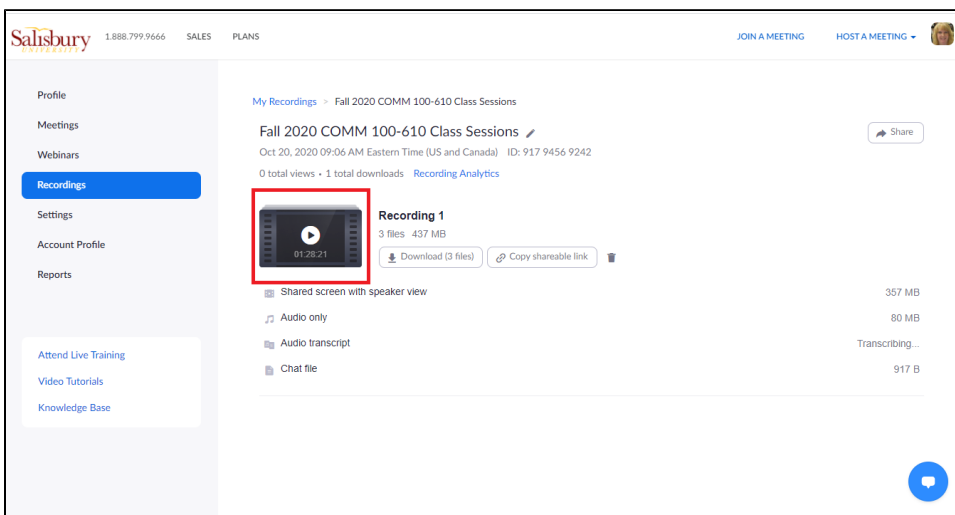 Salisbury
UNIVERSITY
1.888.799.9666 SALES PLANS JOIN A MEETING HOST A MEETING
Profile
Meetings
Webinars
Recordings
Settings
Account Profile
Reports
Attend Live Training
Video Tutorials
Knowledge Base
My Recordings > Fall 2020 COMM 100-610 Class Sessions
Fall 2020 COMM 100-610 Class Sessions
Share
Oct 20, 2020 09:06 AM Eastern Time (US and Canada) ID: 917 9456 9242
0 total views • 1 total downloads Recording Analytics
01:28:21
Recording 1
3 files 437 MB
Download (3 files) Copy shareable link
Shared screen with speaker view 357 MB
Audio only 80 MB
Audio transcript Transcribing...
Chat file 917 B